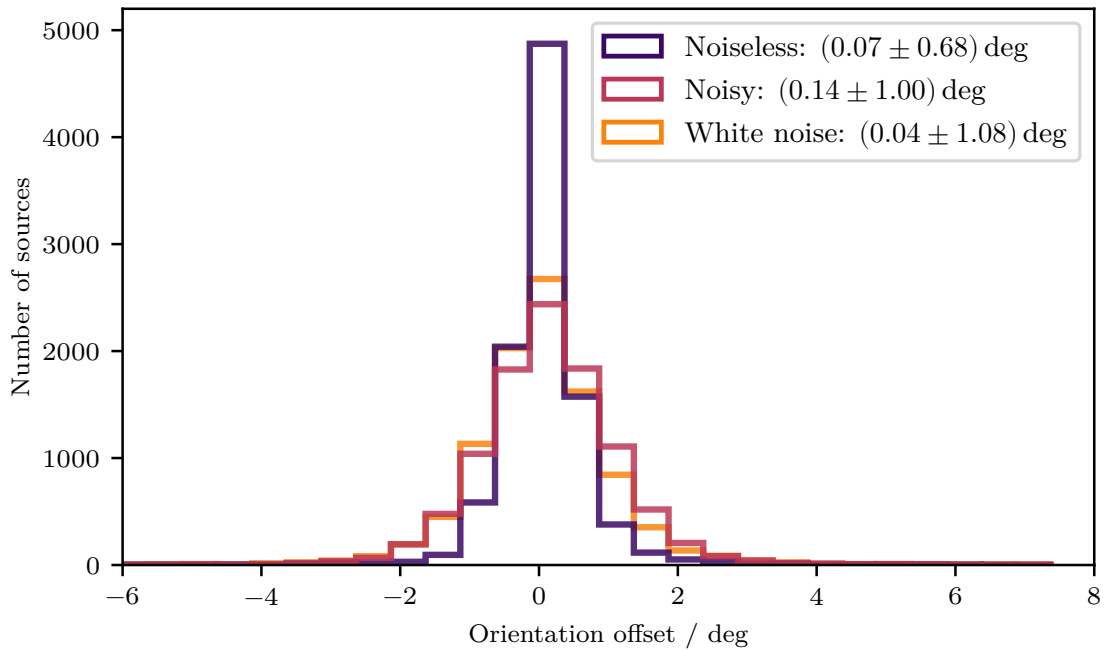 5000
4000
3000
2000
1000
0
Number of sources
Noiseless: (0.07 ± 0.68) deg
Noisy: (0.14 ± 1.00) deg
White noise: (0.04 ± 1.08) deg
−6 −4 −2 0 2 4 6 8
Orientation offset / deg